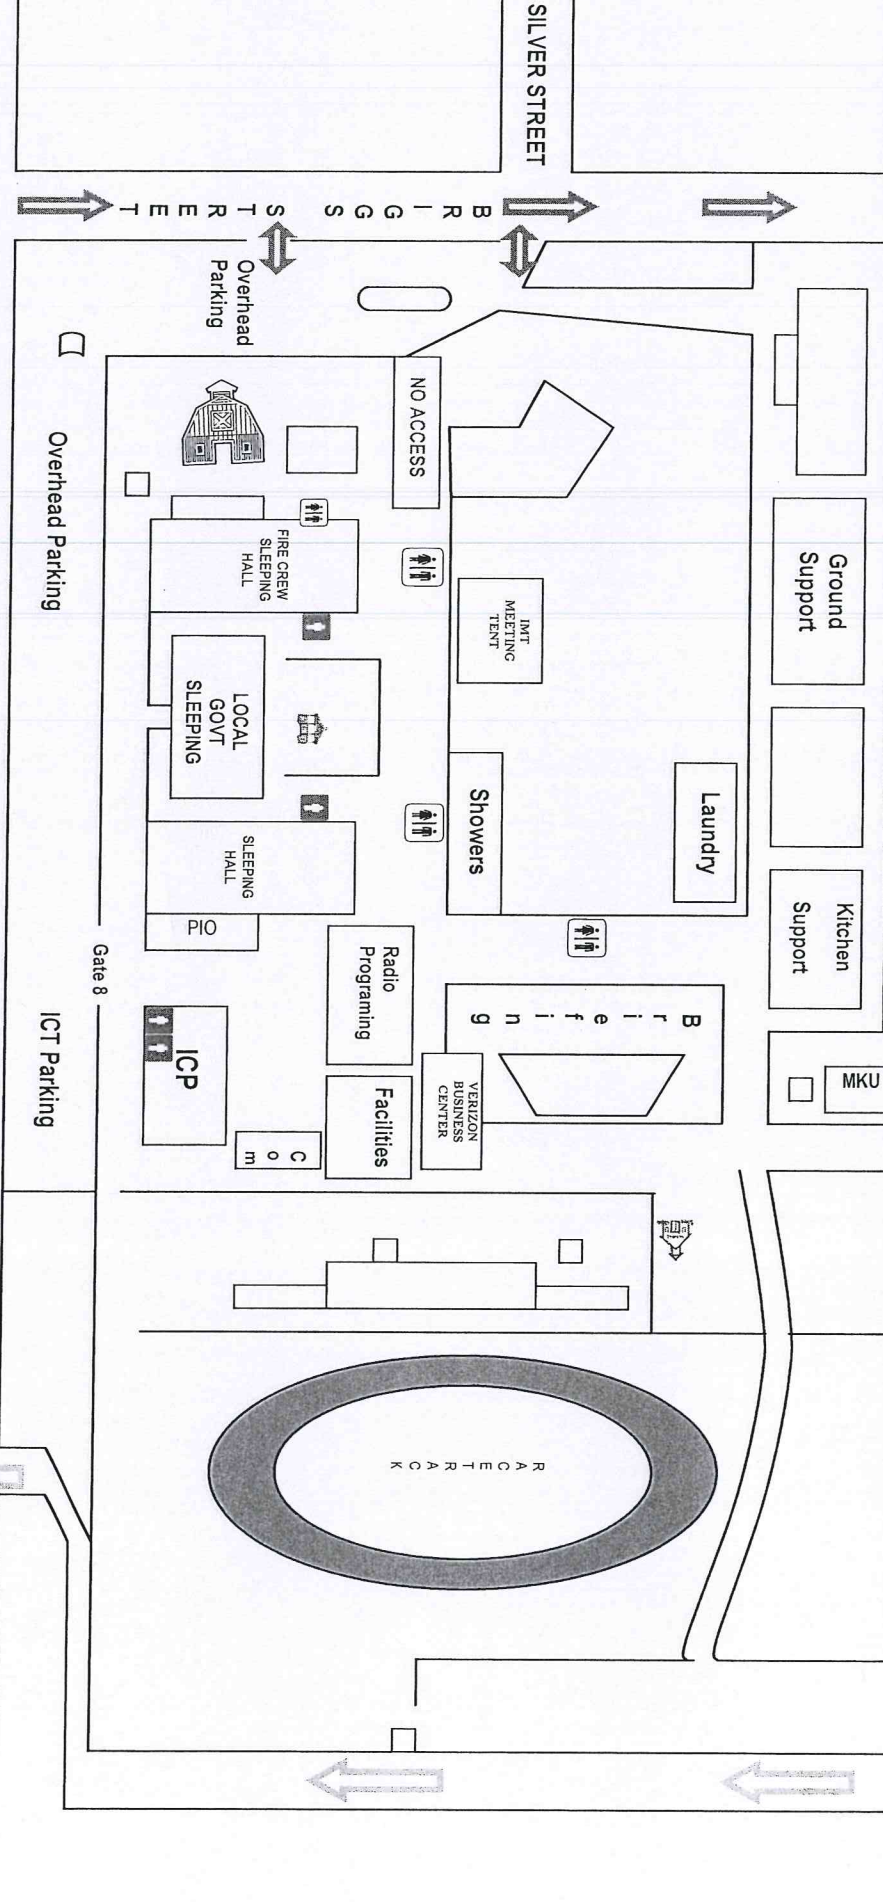 SILVER STREET
BRIGGS STREET
Ground
Support
Kitchen
Support
MKU
Laundry
IMT
MEETING
TENT
Showers
Briefing
VERIZON
BUSINESS
CENTER
NO ACCESS
Overhead
Parking
FIRE CREW
SLEEPING
HALL
LOCAL
GOVT
SLEEPING
SLEEPING
HALL
PIO
Radio
Programing
Facilities
Com
ICP
RACETRACK
Gate 8
Overhead Parking
ICT Parking